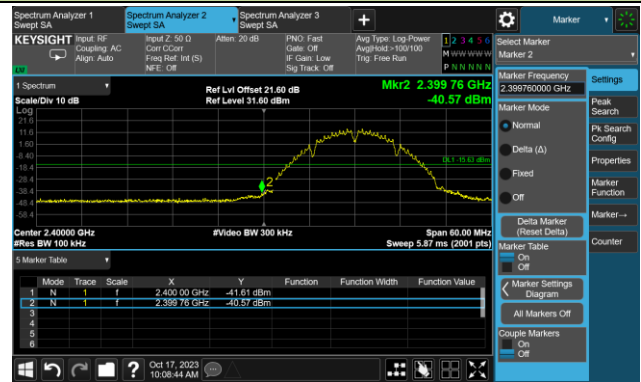 Spectrum Analyzer 1
Swept SA
Spectrum Analyzer 2
Swept SA
Spectrum Analyzer 3
Swept SA
+
Marker
KEYSIGHT
Input: RF
Coupling: AC
Align: Auto
Input Z: 50 Ω
Corr CCorr
Freq Ref: Int (S)
NFE: Off
Atten: 20 dB
PNO: Fast
Gate: Off
IF Gain: Low
Sig Track: Off
Avg Type: Log-Power
Avg|Hold:>100/100
Trig: Free Run
1 2 3 4 5 6
M W W W W W
P N N N N N
Select Marker
Marker 2
1 Spectrum
Scale/Div 10 dB
Ref Lvl Offset 21.60 dB
Ref Level 31.60 dBm
Mkr2 2.399 76 GHz
-40.57 dBm
Log
21.6
11.6
1.60
-8.40
-18.4
-28.4
-38.4
-48.4
-58.4
DL1 -15.63 dBm
2
Center 2.40000 GHz
#Video BW 300 kHz
Span 60.00 MHz
#Res BW 100 kHz
Sweep 5.87 ms (2001 pts)
5 Marker Table
Mode Trace Scale X Y Function Function Width Function Value
1 N 1 f 2.400 00 GHz -41.61 dBm
2 N 1 f 2.399 76 GHz -40.57 dBm
3
4
5
6
Marker Frequency
2.399760000 GHz
Marker Mode
Normal
Delta (Δ)
Fixed
Off
Delta Marker
(Reset Delta)
Marker Table
On
Off
Marker Settings
Diagram
All Markers Off
Couple Markers
On
Off
Settings
Peak
Search
Pk Search
Config
Properties
Marker
Function
Marker→
Counter
?
Oct 17, 2023
10:08:44 AM